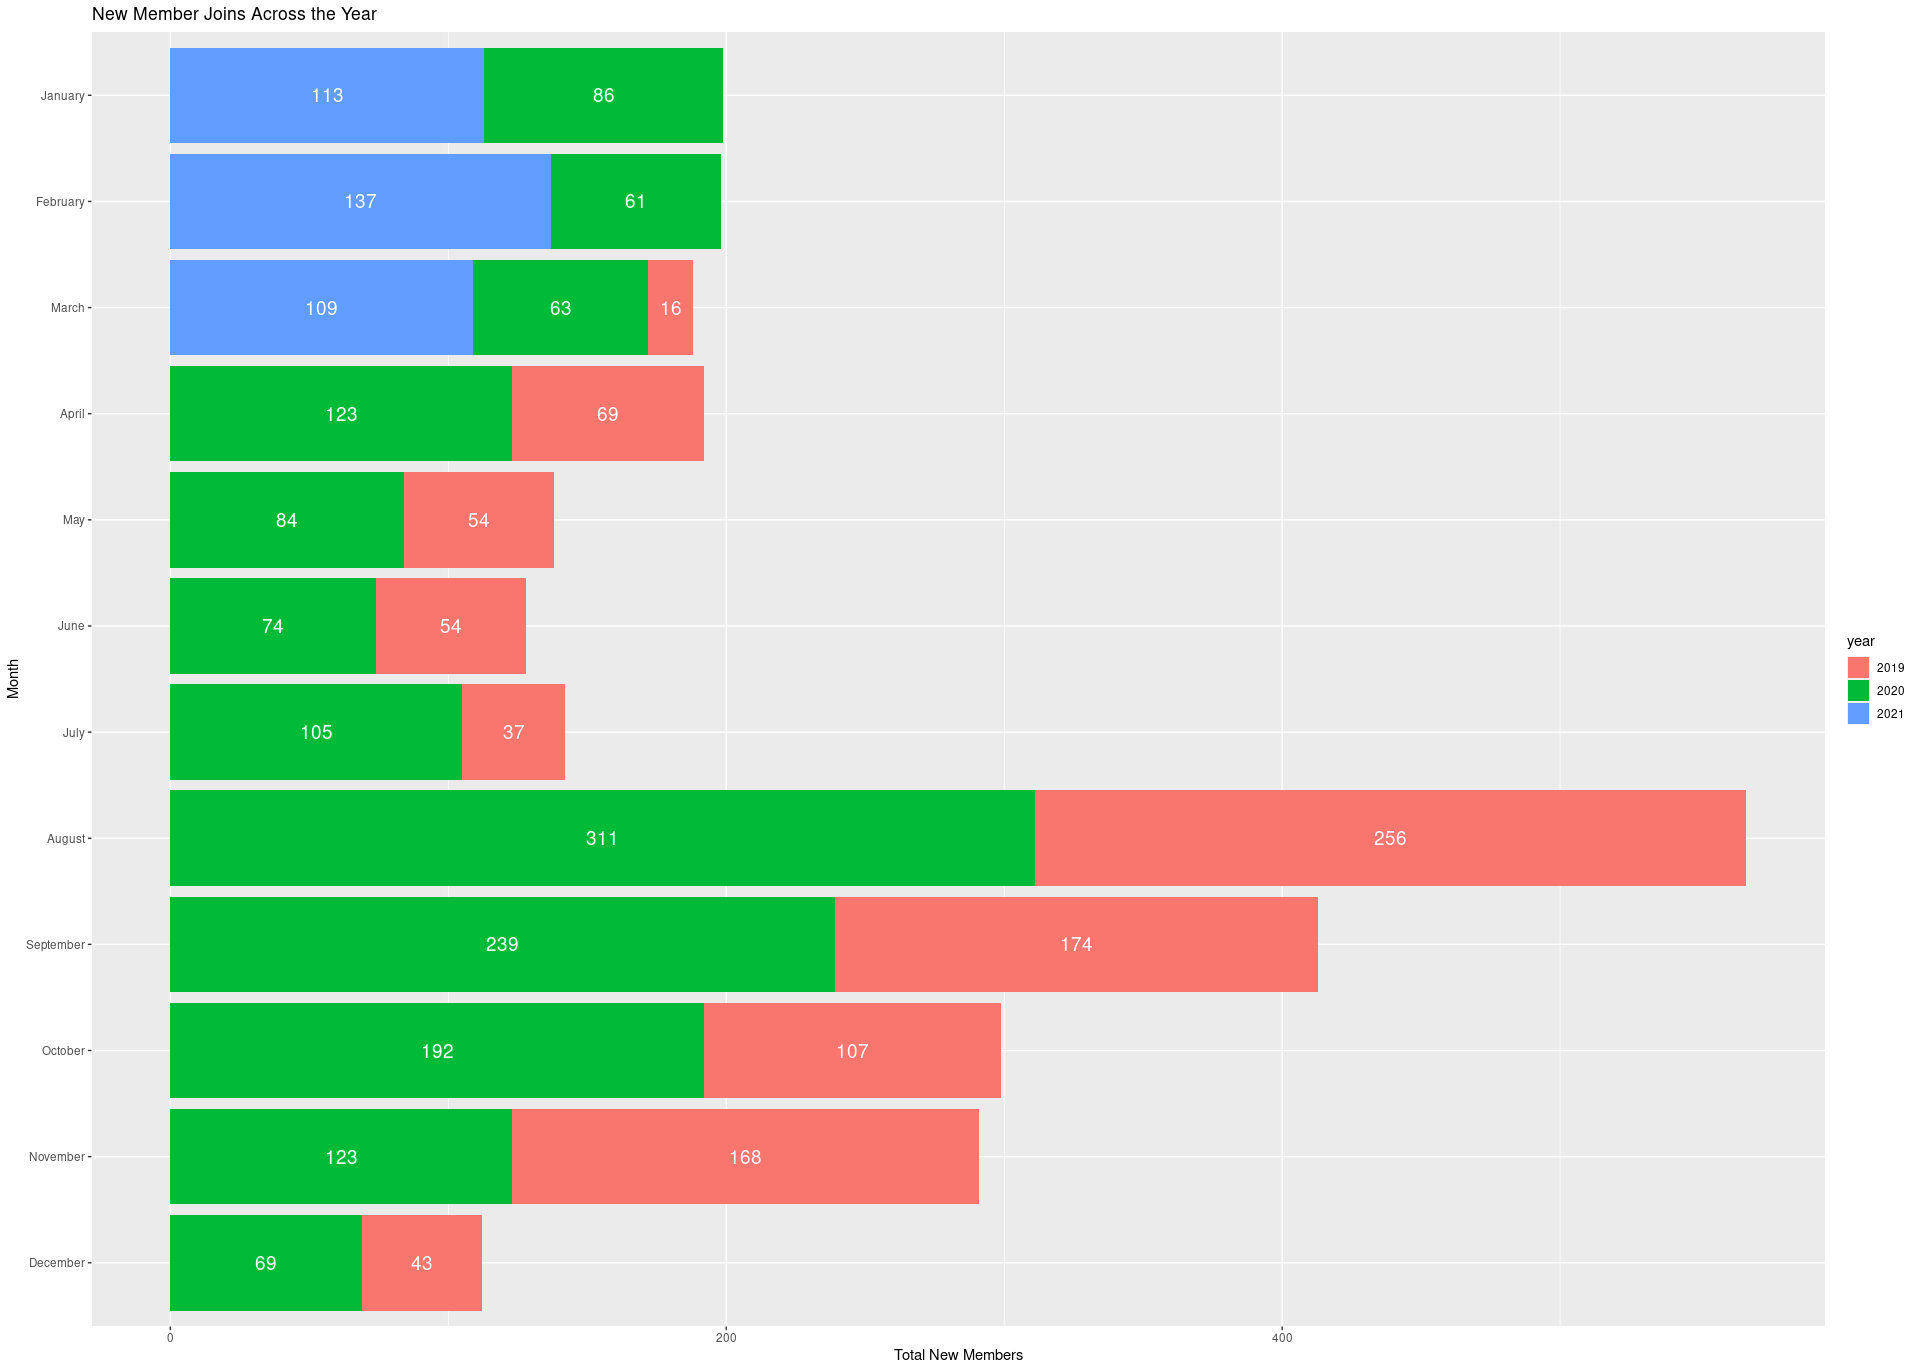 New Member Joins Across the Year
January
113 86
February
137 61
March
109 63 16
April
123 69
May
84 54
June
74 54
July
105 37
August
311 256
September
239 174
October
192 107
November
123 168
December
69 43
0 200 400
Total New Members
Month
year
2019
2020
2021